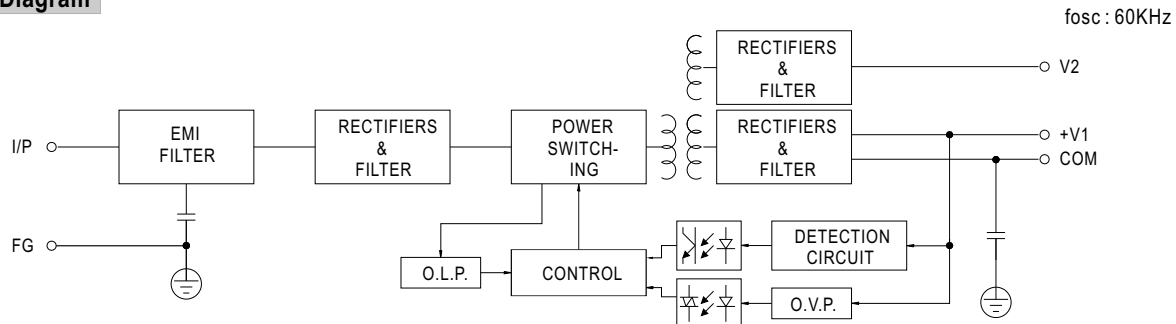 Diagram
fosc : 60KHz
RECTIFIERS
&
FILTER
V2
I/P
EMI
FILTER
RECTIFIERS
&
FILTER
POWER
SWITCH-
ING
RECTIFIERS
&
FILTER
+V1
COM
FG
O.L.P.
CONTROL
DETECTION
CIRCUIT
O.V.P.